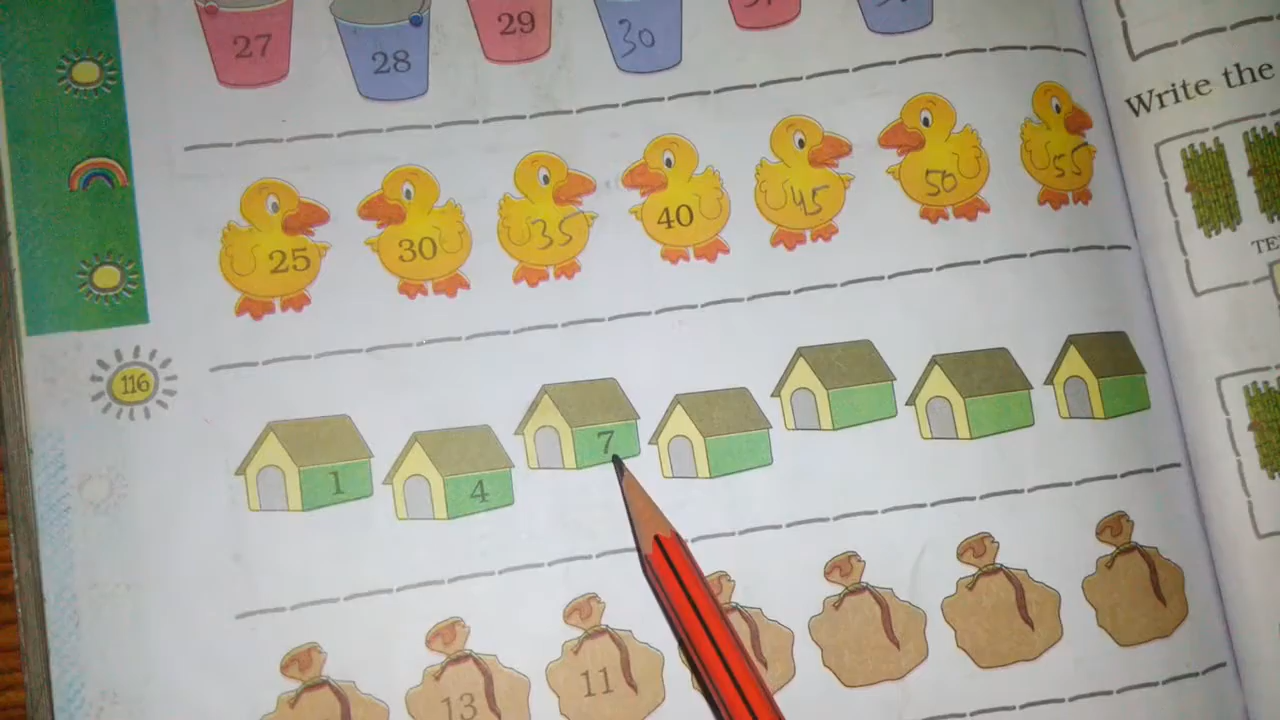 27 28 29 30
Write the
25 30 35 40 45 50 55
116
1 4 7
13 11